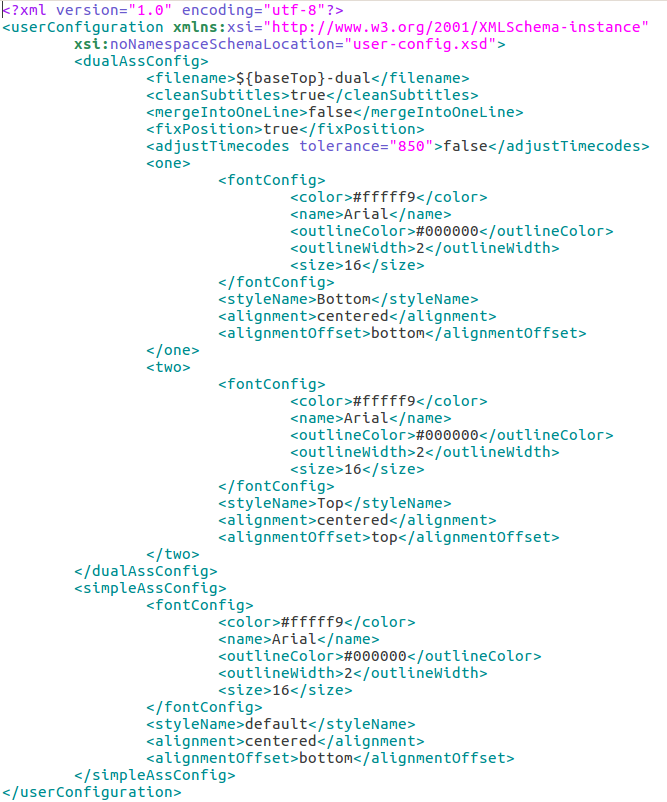 <?xml version="1.0" encoding="utf-8"?>
<userConfiguration xmlns:xsi="http://www.w3.org/2001/XMLSchema-instance"
        xsi:noNamespaceSchemaLocation="user-config.xsd">
        <dualAssConfig>
                <filename>${baseTop}-dual</filename>
                <cleanSubtitles>true</cleanSubtitles>
                <mergeIntoOneLine>false</mergeIntoOneLine>
                <fixPosition>true</fixPosition>
                <adjustTimecodes tolerance="850">false</adjustTimecodes>
                <one>
                        <fontConfig>
                                <color>#fffff9</color>
                                <name>Arial</name>
                                <outlineColor>#000000</outlineColor>
                                <outlineWidth>2</outlineWidth>
                                <size>16</size>
                        </fontConfig>
                        <styleName>Bottom</styleName>
                        <alignment>centered</alignment>
                        <alignmentOffset>bottom</alignmentOffset>
                </one>
                <two>
                        <fontConfig>
                                <color>#fffff9</color>
                                <name>Arial</name>
                                <outlineColor>#000000</outlineColor>
                                <outlineWidth>2</outlineWidth>
                                <size>16</size>
                        </fontConfig>
                        <styleName>Top</styleName>
                        <alignment>centered</alignment>
                        <alignmentOffset>top</alignmentOffset>
                </two>
        </dualAssConfig>
        <simpleAssConfig>
                <fontConfig>
                        <color>#fffff9</color>
                        <name>Arial</name>
                        <outlineColor>#000000</outlineColor>
                        <outlineWidth>2</outlineWidth>
                        <size>16</size>
                </fontConfig>
                <styleName>default</styleName>
                <alignment>centered</alignment>
                <alignmentOffset>bottom</alignmentOffset>
        </simpleAssConfig>
</userConfiguration>